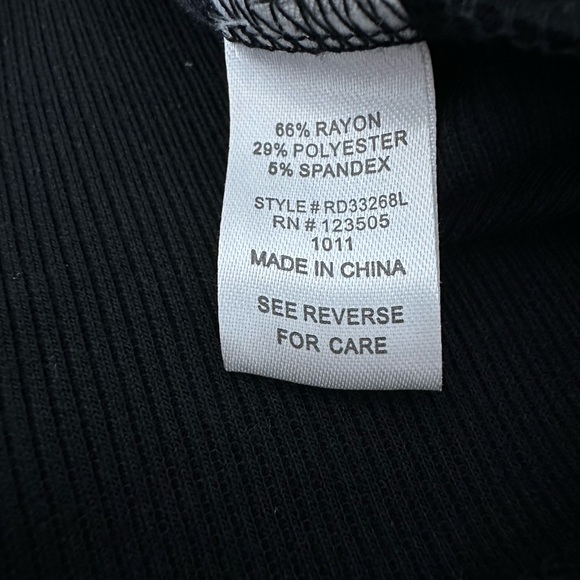 66% RAYON
29% POLYESTER
5% SPANDEX
STYLE # RD33268L
RN # 123505
1011
MADE IN CHINA
SEE REVERSE
FOR CARE